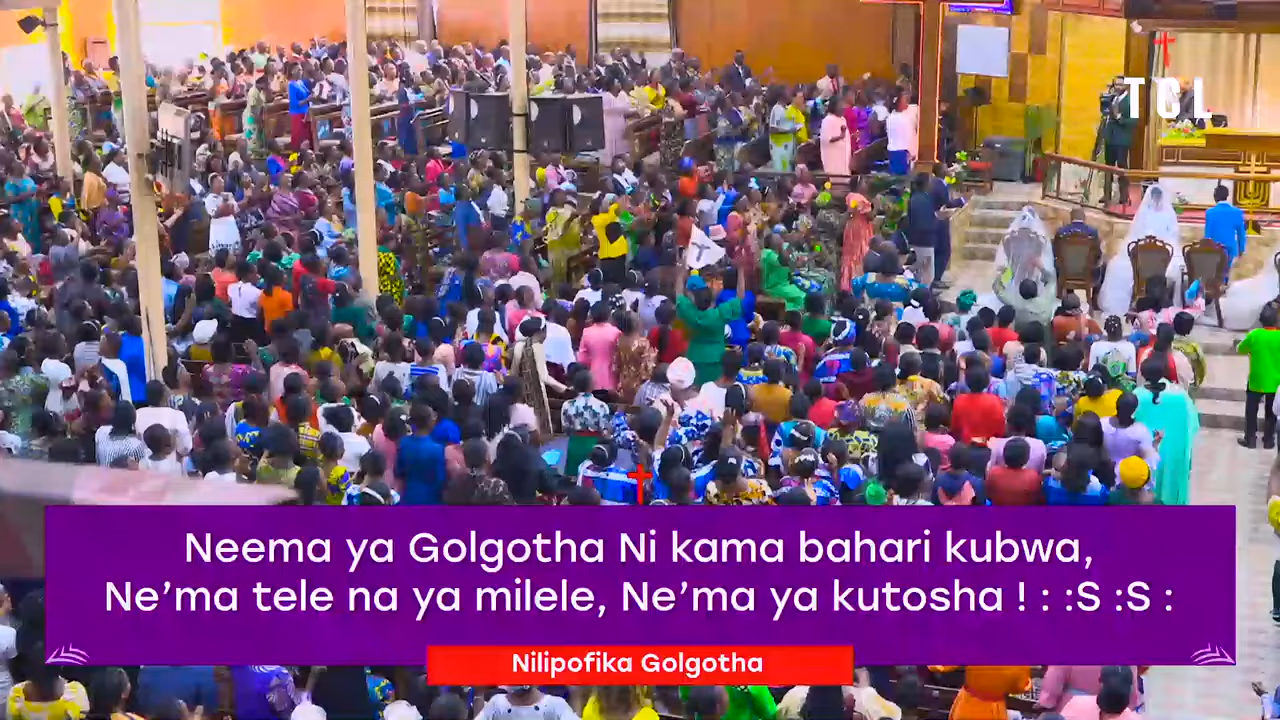 TCL
Neema ya Golgotha Ni kama bahari kubwa,
Ne’ma tele na ya milele, Ne’ma ya kutosha ! : :S :S :
Nilipofika Golgotha